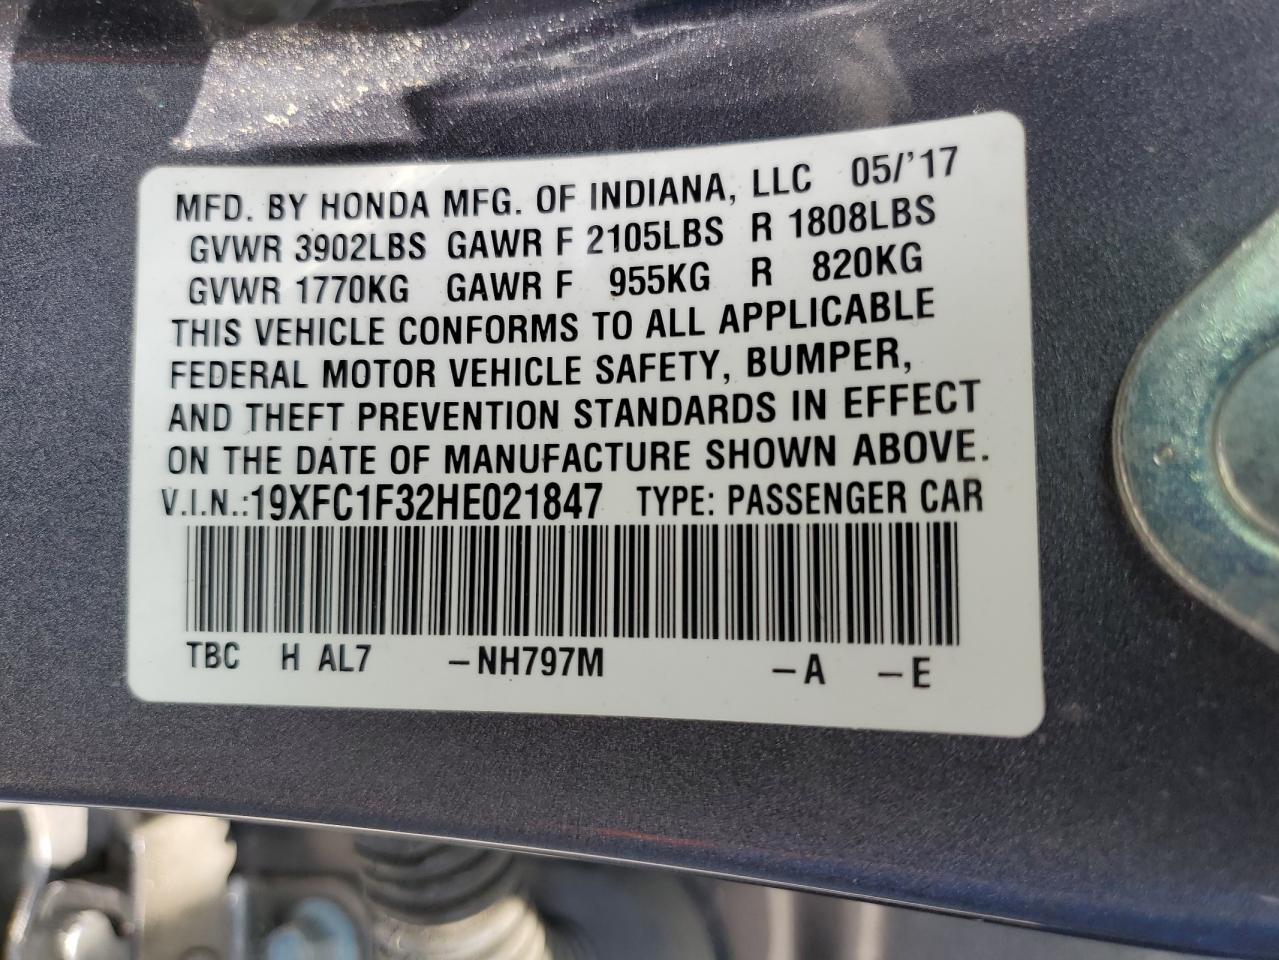 MFD. BY HONDA MFG. OF INDIANA, LLC 05/'17
GVWR 3902LBS GAWR F 2105LBS R 1808LBS
GVWR 1770KG GAWR F 955KG R 820KG
THIS VEHICLE CONFORMS TO ALL APPLICABLE
FEDERAL MOTOR VEHICLE SAFETY, BUMPER,
AND THEFT PREVENTION STANDARDS IN EFFECT
ON THE DATE OF MANUFACTURE SHOWN ABOVE.
V.I.N.:19XFC1F32HE021847 TYPE: PASSENGER CAR
TBC H AL7 -NH797M -A -E